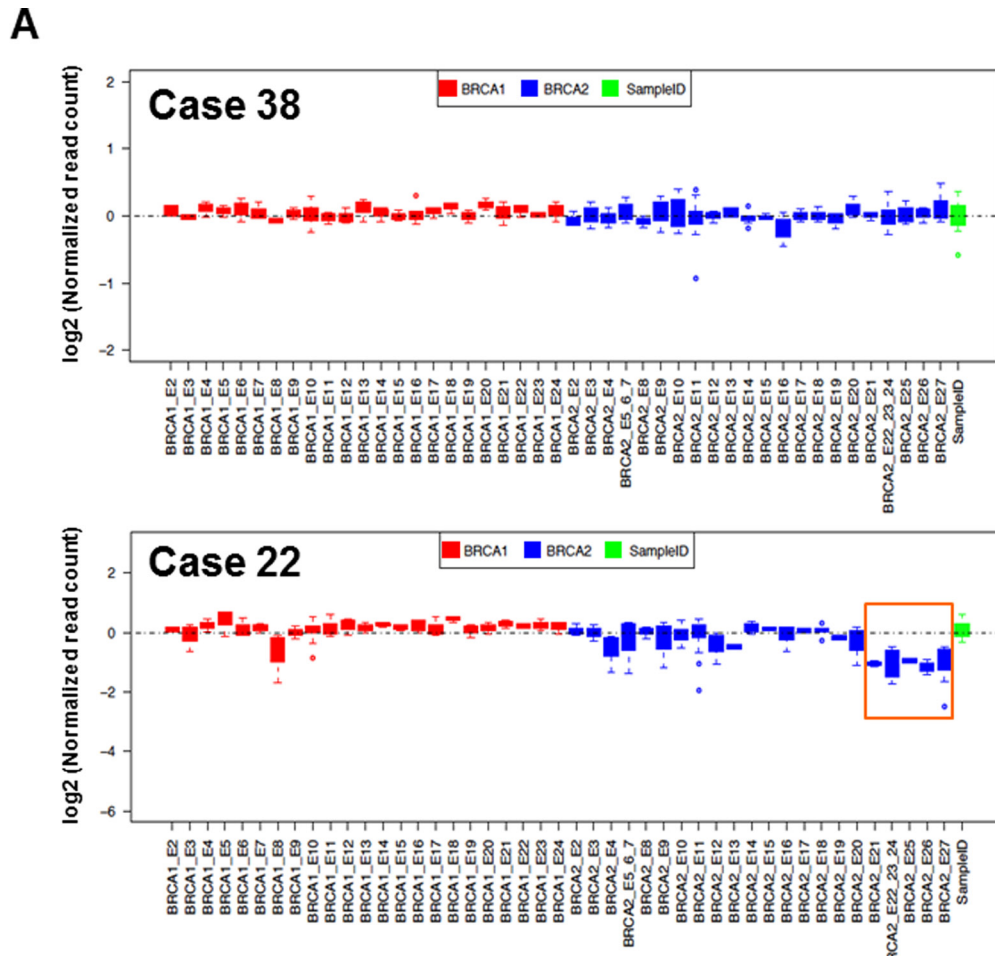 A
Case 38
BRCA1 BRCA2 SampleID
log2 (Normalized read count)
2
1
0
−1
−2
BRCA1_E2
BRCA1_E3
BRCA1_E4
BRCA1_E5
BRCA1_E6
BRCA1_E7
BRCA1_E8
BRCA1_E9
BRCA1_E10
BRCA1_E11
BRCA1_E12
BRCA1_E13
BRCA1_E14
BRCA1_E15
BRCA1_E16
BRCA1_E17
BRCA1_E18
BRCA1_E19
BRCA1_E20
BRCA1_E21
BRCA1_E22
BRCA1_E23
BRCA1_E24
BRCA2_E2
BRCA2_E3
BRCA2_E4
BRCA2_E5_6_7
BRCA2_E8
BRCA2_E9
BRCA2_E10
BRCA2_E11
BRCA2_E12
BRCA2_E13
BRCA2_E14
BRCA2_E15
BRCA2_E16
BRCA2_E17
BRCA2_E18
BRCA2_E19
BRCA2_E20
BRCA2_E21
BRCA2_E22_23_24
BRCA2_E25
BRCA2_E26
BRCA2_E27
SampleID
Case 22
BRCA1 BRCA2 SampleID
log2 (Normalized read count)
2
0
−2
−4
−6
BRCA1_E2
BRCA1_E3
BRCA1_E4
BRCA1_E5
BRCA1_E6
BRCA1_E7
BRCA1_E8
BRCA1_E9
BRCA1_E10
BRCA1_E11
BRCA1_E12
BRCA1_E13
BRCA1_E14
BRCA1_E15
BRCA1_E16
BRCA1_E17
BRCA1_E18
BRCA1_E19
BRCA1_E20
BRCA1_E21
BRCA1_E22
BRCA1_E23
BRCA1_E24
BRCA2_E2
BRCA2_E3
BRCA2_E4
BRCA2_E5_6_7
BRCA2_E8
BRCA2_E9
BRCA2_E10
BRCA2_E11
BRCA2_E12
BRCA2_E13
BRCA2_E14
BRCA2_E15
BRCA2_E16
BRCA2_E17
BRCA2_E18
BRCA2_E19
BRCA2_E20
BRCA2_E21
RCA2_E22_23_24
BRCA2_E25
BRCA2_E26
BRCA2_E27
SampleID